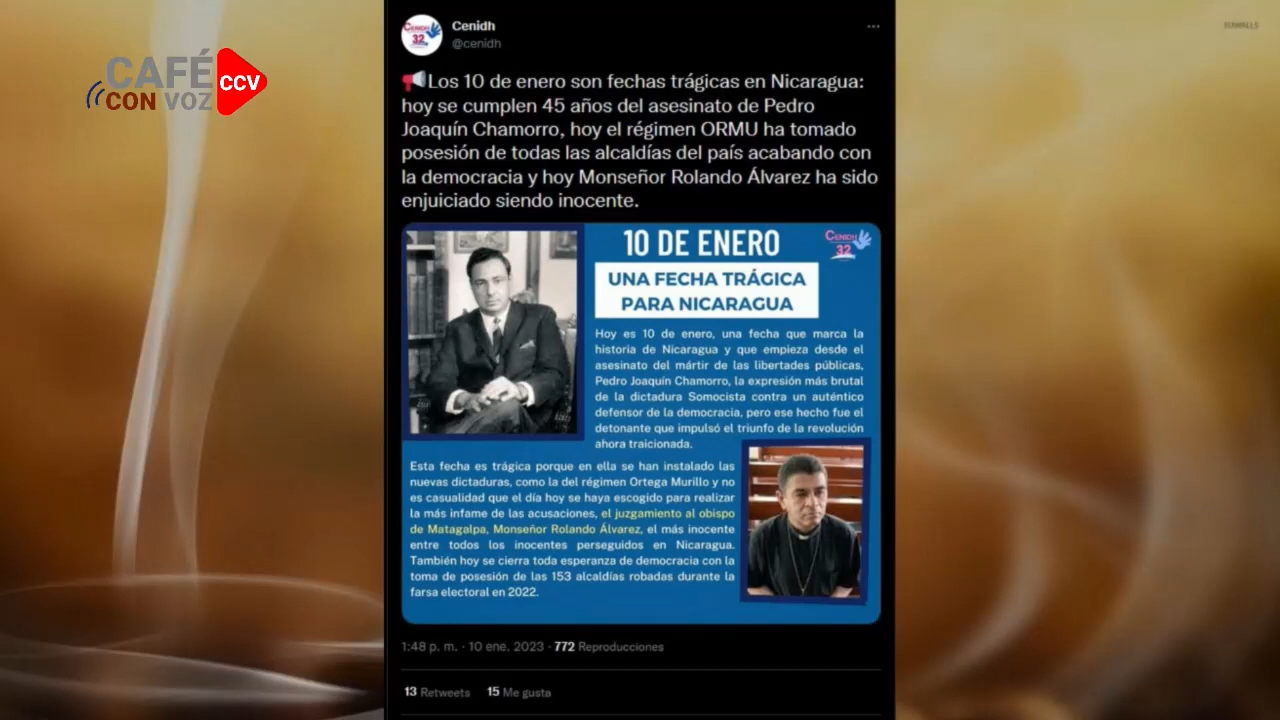 CAFÉ
CON VOZ
CCV
Cenidh
@cenidh
Los 10 de enero son fechas trágicas en Nicaragua:
hoy se cumplen 45 años del asesinato de Pedro
Joaquín Chamorro, hoy el régimen ORMU ha tomado
posesión de todas las alcaldías del país acabando con
la democracia y hoy Monseñor Rolando Álvarez ha sido
enjuiciado siendo inocente.
10 DE ENERO
CENIDH
32
UNA FECHA TRÁGICA
PARA NICARAGUA
Hoy es 10 de enero, una fecha que marca la
historia de Nicaragua y que empieza desde el
asesinato del mártir de las libertades públicas,
Pedro Joaquín Chamorro, la expresión más brutal
de la dictadura Somocista contra un auténtico
defensor de la democracia, pero ese hecho fue el
detonante que impulsó el triunfo de la revolución
ahora traicionada.
Esta fecha es trágica porque en ella se han instalado las
nuevas dictaduras, como la del régimen Ortega Murillo y no
es casualidad que el día hoy se haya escogido para realizar
la más infame de las acusaciones, el juzgamiento al obispo
de Matagalpa, Monseñor Rolando Álvarez, el más inocente
entre todos los inocentes perseguidos en Nicaragua.
También hoy se cierra toda esperanza de democracia con la
toma de posesión de las 153 alcaldías robadas durante la
farsa electoral en 2022.
1:48 p. m. · 10 ene. 2023 · 772 Reproducciones
13 Retweets 15 Me gusta